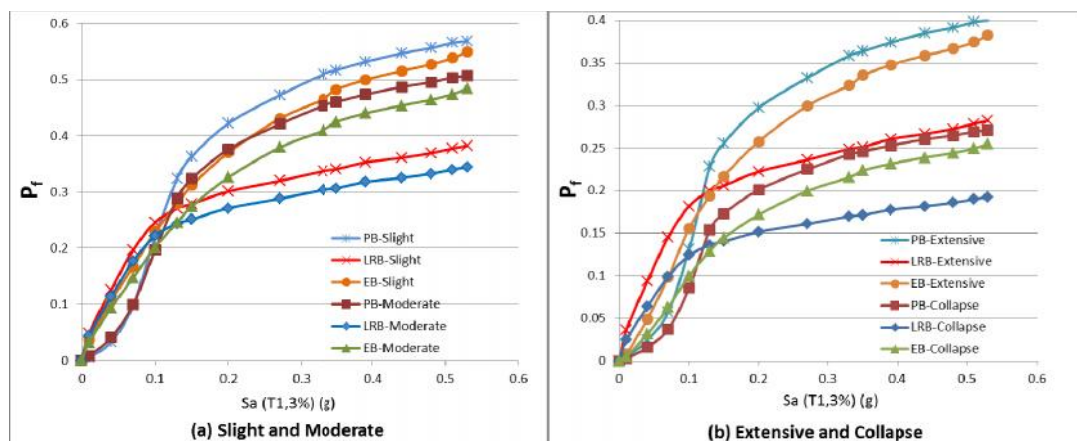 0.6
0.5
0.4
0.3
0.2
0.1
0
Pf
0 0.1 0.2 0.3 0.4 0.5 0.6
Sa (T1,3%) (g)
PB-Slight
LRB-Slight
EB-Slight
PB-Moderate
LRB-Moderate
EB-Moderate
(a) Slight and Moderate
0.4
0.35
0.3
0.25
0.2
0.15
0.1
0.05
0
Pf
0 0.1 0.2 0.3 0.4 0.5 0.6
Sa (T1,3%) (g)
PB-Extensive
LRB-Extensive
EB-Extensive
PB-Collapse
LRB-Collapse
EB-Collapse
(b) Extensive and Collapse